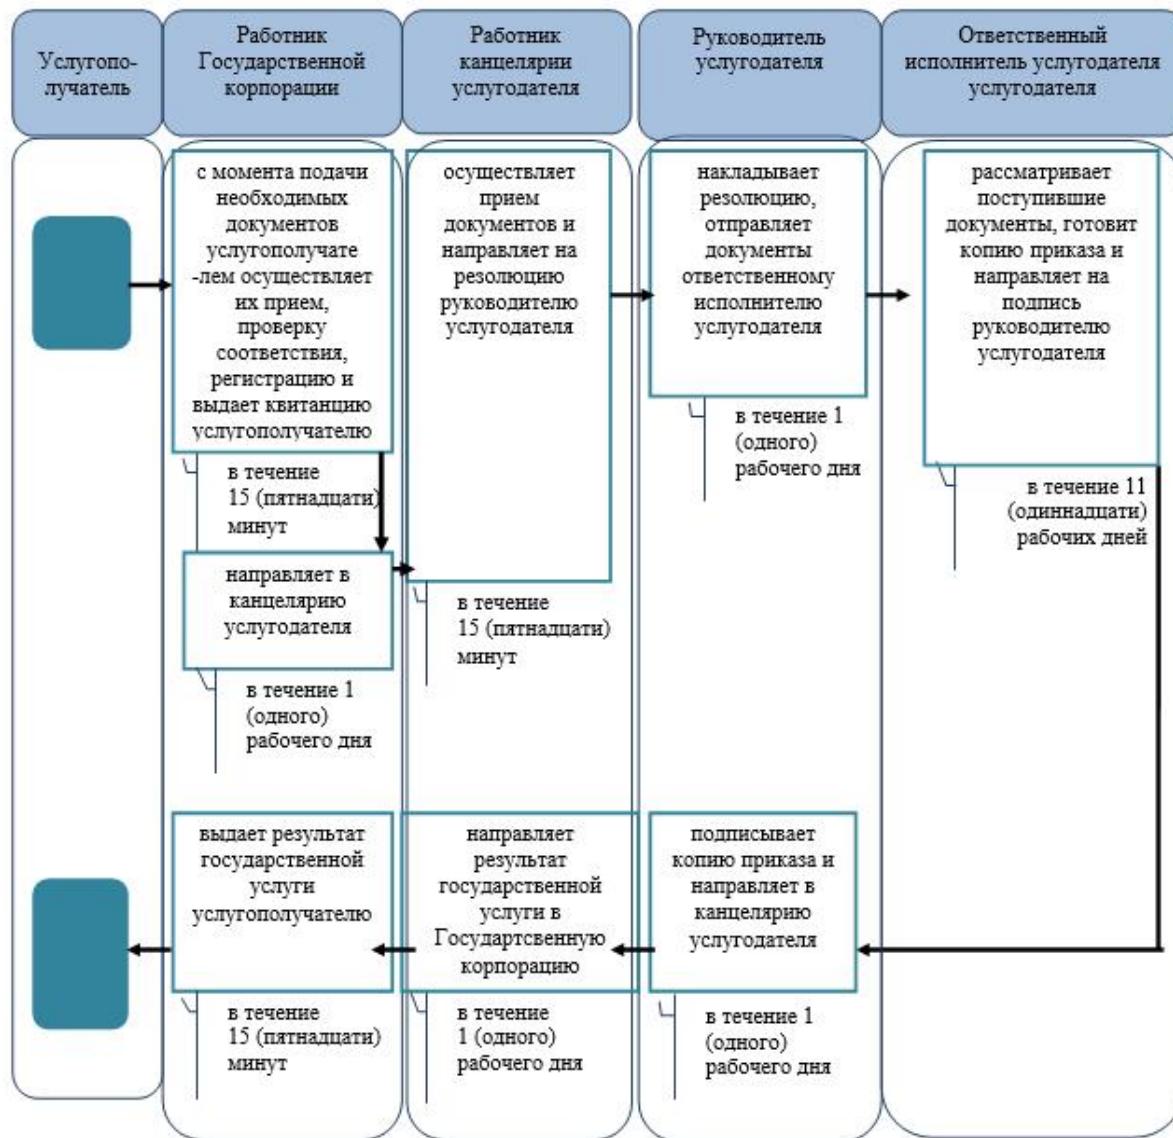 Услугопо-
лучатель
Работник
Государственной
корпорации
Работник
канцелярии
услугодателя
Руководитель
услугодателя
Ответственный
исполнитель услугодателя
услугодателя
с момента подачи
необходимых
документов
услугополучате
-лем осуществляет
их прием,
проверку
соответствия,
регистрацию и
выдает квитанцию
услугополучателю
в течение
15 (пятнадцати)
минут
направляет в
канцелярию
услугодателя
в течение 1
(одного)
рабочего дня
осуществляет
прием
документов и
направляет на
резолюцию
руководителю
услугодателя
в течение
15 (пятнадцати)
минут
накладывает
резолюцию,
отправляет
документы
ответственному
исполнителю
услугодателя
в течение 1
(одного)
рабочего дня
рассматривает
поступившие
документы, готовит
копию приказа и
направляет на
подпись
руководителю
услугодателя
в течение 11
(одиннадцати)
рабочих дней
выдает результат
государственной
услуги
услугополучателю
в течение
15 (пятнадцати)
минут
направляет
результат
государственной
услуги в
Государтсвенную
корпорацию
в течение
1 (одного)
рабочего дня
подписывает
копию приказа и
направляет в
канцелярию
услугодателя
в течение 1
(одного)
рабочего дня